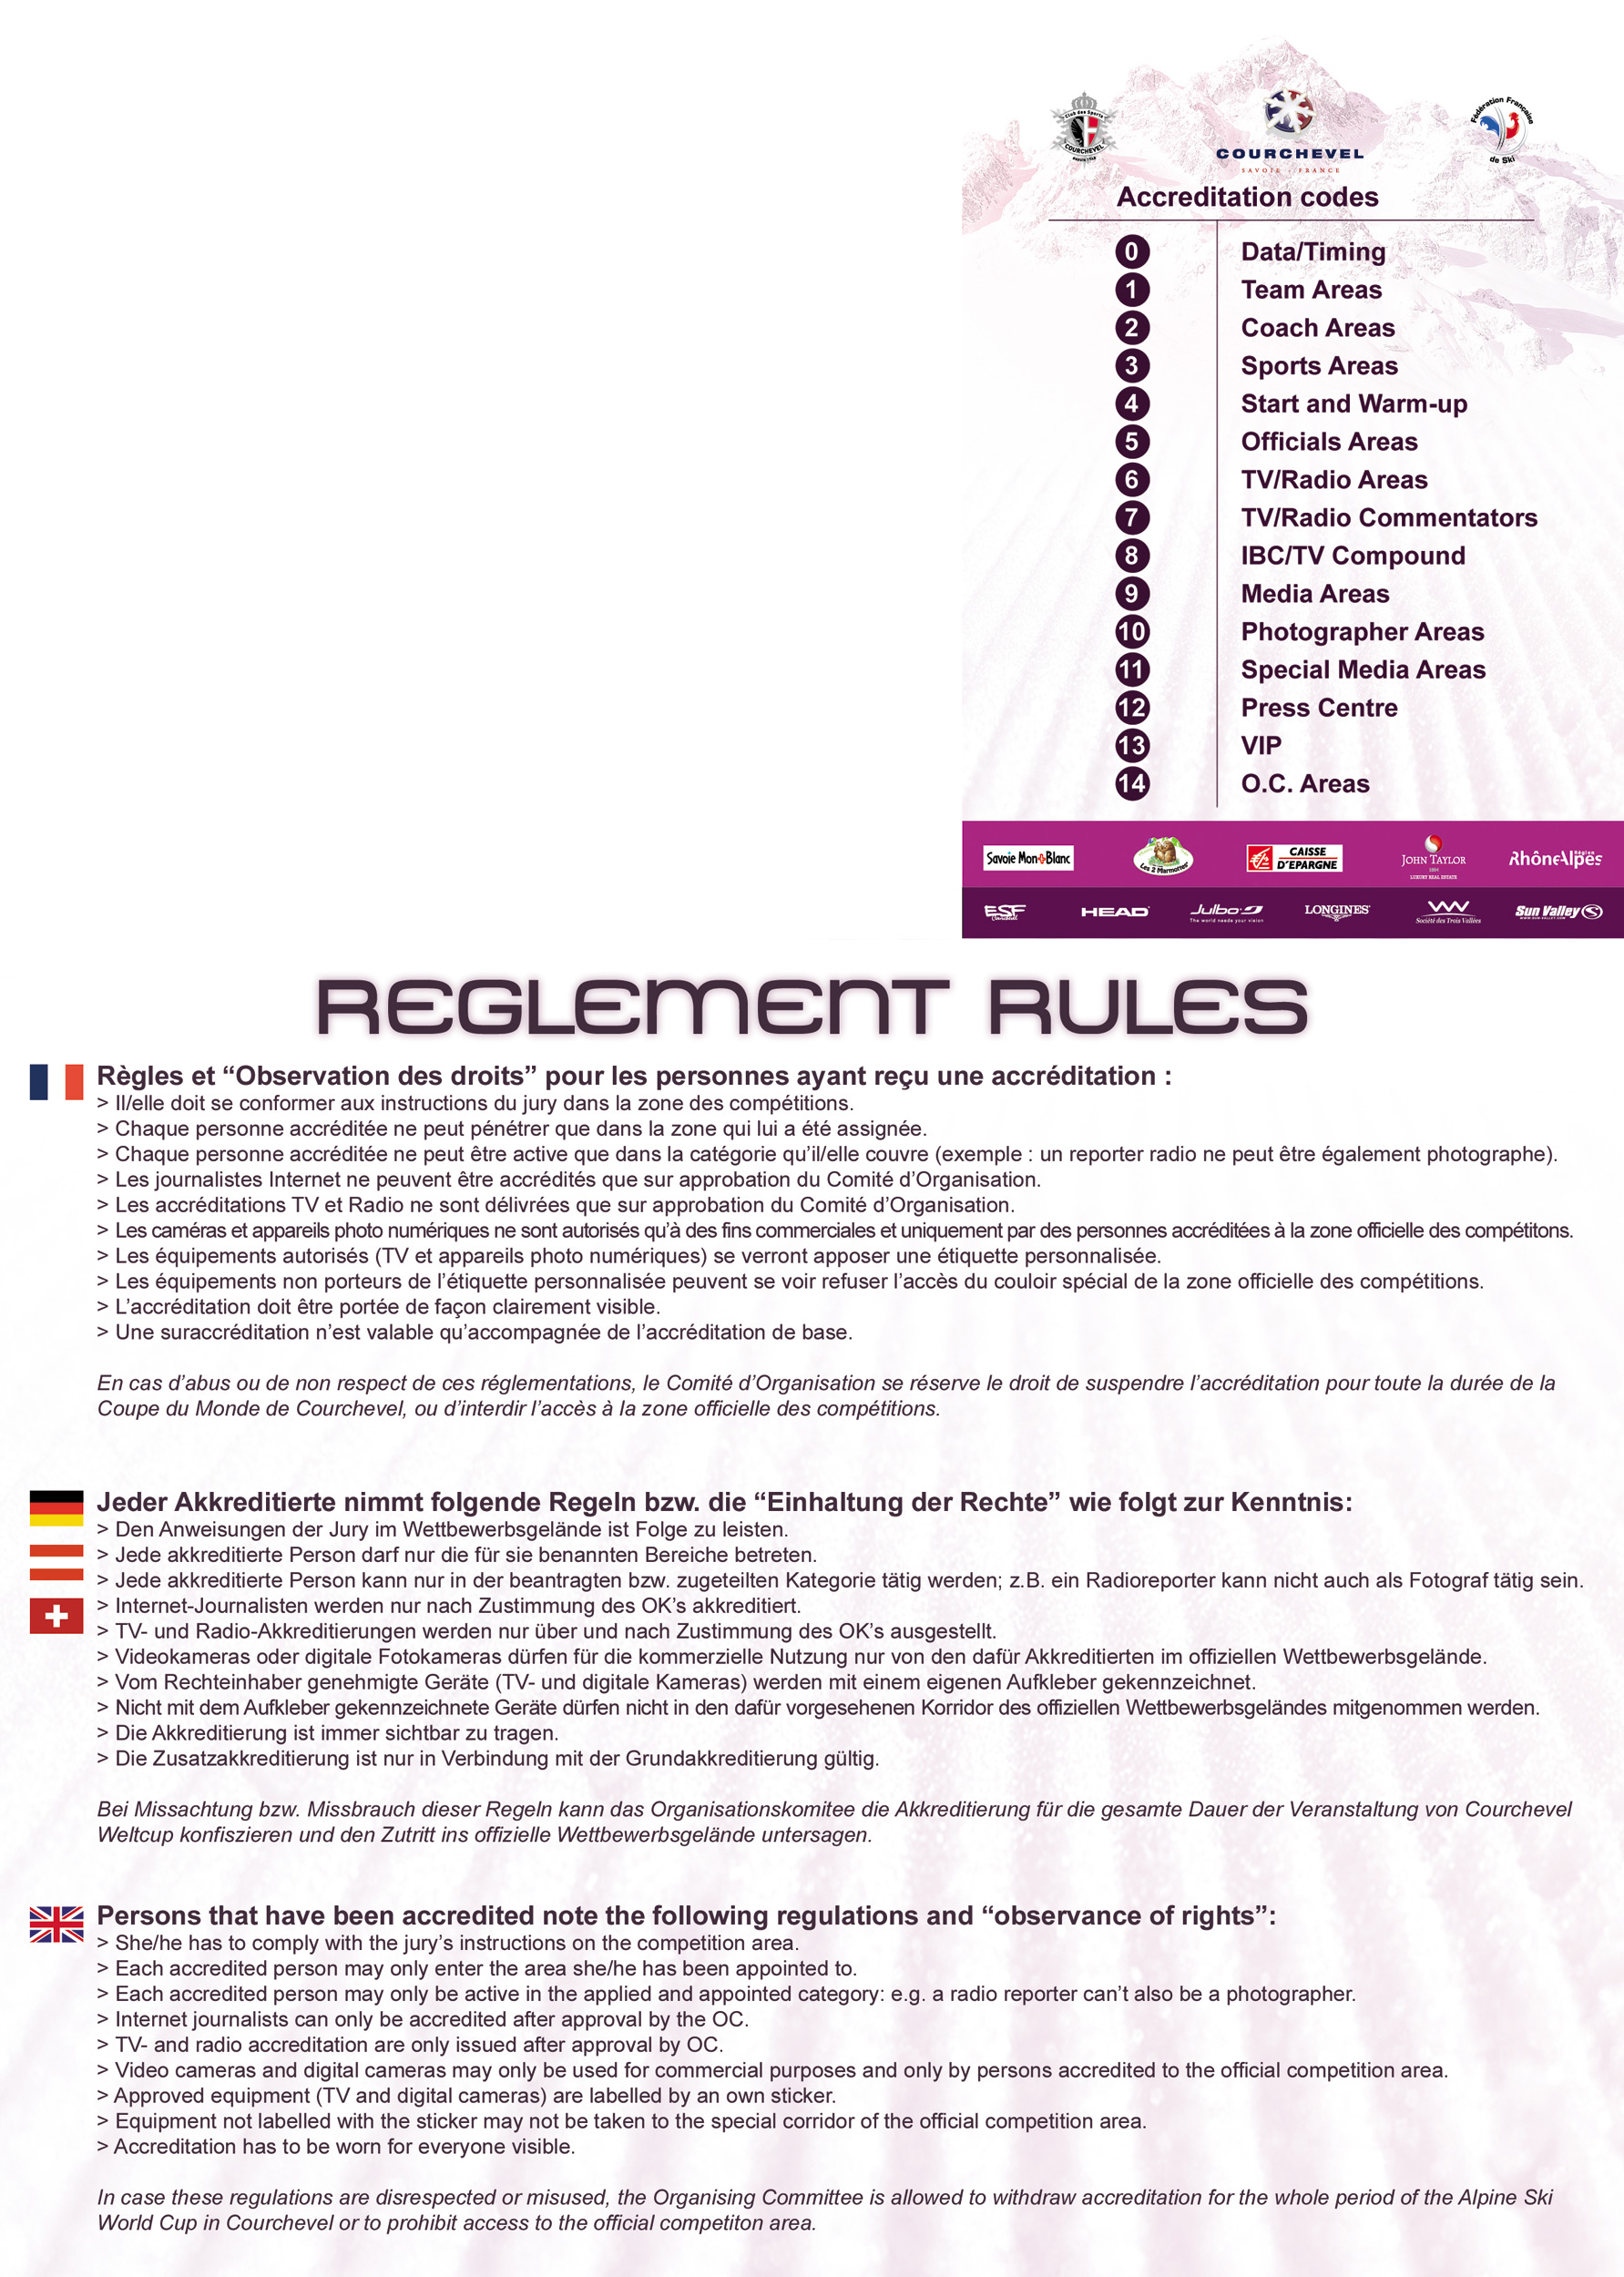 Club des Sports
COURCHEVEL
depuis 1948
COURCHEVEL
SAVOIE - FRANCE
Fédération Française
de Ski
Accreditation codes
0 Data/Timing
1 Team Areas
2 Coach Areas
3 Sports Areas
4 Start and Warm-up
5 Officials Areas
6 TV/Radio Areas
7 TV/Radio Commentators
8 IBC/TV Compound
9 Media Areas
10 Photographer Areas
11 Special Media Areas
12 Press Centre
13 VIP
14 O.C. Areas
Savoie Mont Blanc
Les 2 Marmottes
CAISSE
D'EPARGNE
JOHN TAYLOR
1864
LUXURY REAL ESTATE
Région
RhôneAlpes
ESF
HEAD
Julbo
The world needs your vision
LONGINES
Société des Trois Vallées
Sun Valley
WWW.SUN-VALLEY.COM
REGLEMENT RULES
Règles et “Observation des droits” pour les personnes ayant reçu une accréditation :
> Il/elle doit se conformer aux instructions du jury dans la zone des compétitions.
> Chaque personne accréditée ne peut pénétrer que dans la zone qui lui a été assignée.
> Chaque personne accréditée ne peut être active que dans la catégorie qu’il/elle couvre (exemple : un reporter radio ne peut être également photographe).
> Les journalistes Internet ne peuvent être accrédités que sur approbation du Comité d’Organisation.
> Les accréditations TV et Radio ne sont délivrées que sur approbation du Comité d’Organisation.
> Les caméras et appareils photo numériques ne sont autorisés qu’à des fins commerciales et uniquement par des personnes accréditées à la zone officielle des compétitons.
> Les équipements autorisés (TV et appareils photo numériques) se verront apposer une étiquette personnalisée.
> Les équipements non porteurs de l’étiquette personnalisée peuvent se voir refuser l’accès du couloir spécial de la zone officielle des compétitions.
> L’accréditation doit être portée de façon clairement visible.
> Une suraccréditation n’est valable qu’accompagnée de l’accréditation de base.
En cas d’abus ou de non respect de ces réglementations, le Comité d’Organisation se réserve le droit de suspendre l’accréditation pour toute la durée de la
Coupe du Monde de Courchevel, ou d’interdir l’accès à la zone officielle des compétitions.
Jeder Akkreditierte nimmt folgende Regeln bzw. die “Einhaltung der Rechte” wie folgt zur Kenntnis:
> Den Anweisungen der Jury im Wettbewerbsgelände ist Folge zu leisten.
> Jede akkreditierte Person darf nur die für sie benannten Bereiche betreten.
> Jede akkreditierte Person kann nur in der beantragten bzw. zugeteilten Kategorie tätig werden; z.B. ein Radioreporter kann nicht auch als Fotograf tätig sein.
> Internet-Journalisten werden nur nach Zustimmung des OK’s akkreditiert.
> TV- und Radio-Akkreditierungen werden nur über und nach Zustimmung des OK’s ausgestellt.
> Videokameras oder digitale Fotokameras dürfen für die kommerzielle Nutzung nur von den dafür Akkreditierten im offiziellen Wettbewerbsgelände.
> Vom Rechteinhaber genehmigte Geräte (TV- und digitale Kameras) werden mit einem eigenen Aufkleber gekennzeichnet.
> Nicht mit dem Aufkleber gekennzeichnete Geräte dürfen nicht in den dafür vorgesehenen Korridor des offiziellen Wettbewerbsgeländes mitgenommen werden.
> Die Akkreditierung ist immer sichtbar zu tragen.
> Die Zusatzakkreditierung ist nur in Verbindung mit der Grundakkreditierung gültig.
Bei Missachtung bzw. Missbrauch dieser Regeln kann das Organisationskomitee die Akkreditierung für die gesamte Dauer der Veranstaltung von Courchevel
Weltcup konfiszieren und den Zutritt ins offizielle Wettbewerbsgelände untersagen.
Persons that have been accredited note the following regulations and “observance of rights”:
> She/he has to comply with the jury’s instructions on the competition area.
> Each accredited person may only enter the area she/he has been appointed to.
> Each accredited person may only be active in the applied and appointed category: e.g. a radio reporter can’t also be a photographer.
> Internet journalists can only be accredited after approval by the OC.
> TV- and radio accreditation are only issued after approval by OC.
> Video cameras and digital cameras may only be used for commercial purposes and only by persons accredited to the official competition area.
> Approved equipment (TV and digital cameras) are labelled by an own sticker.
> Equipment not labelled with the sticker may not be taken to the special corridor of the official competition area.
> Accreditation has to be worn for everyone visible.
In case these regulations are disrespected or misused, the Organising Committee is allowed to withdraw accreditation for the whole period of the Alpine Ski
World Cup in Courchevel or to prohibit access to the official competiton area.